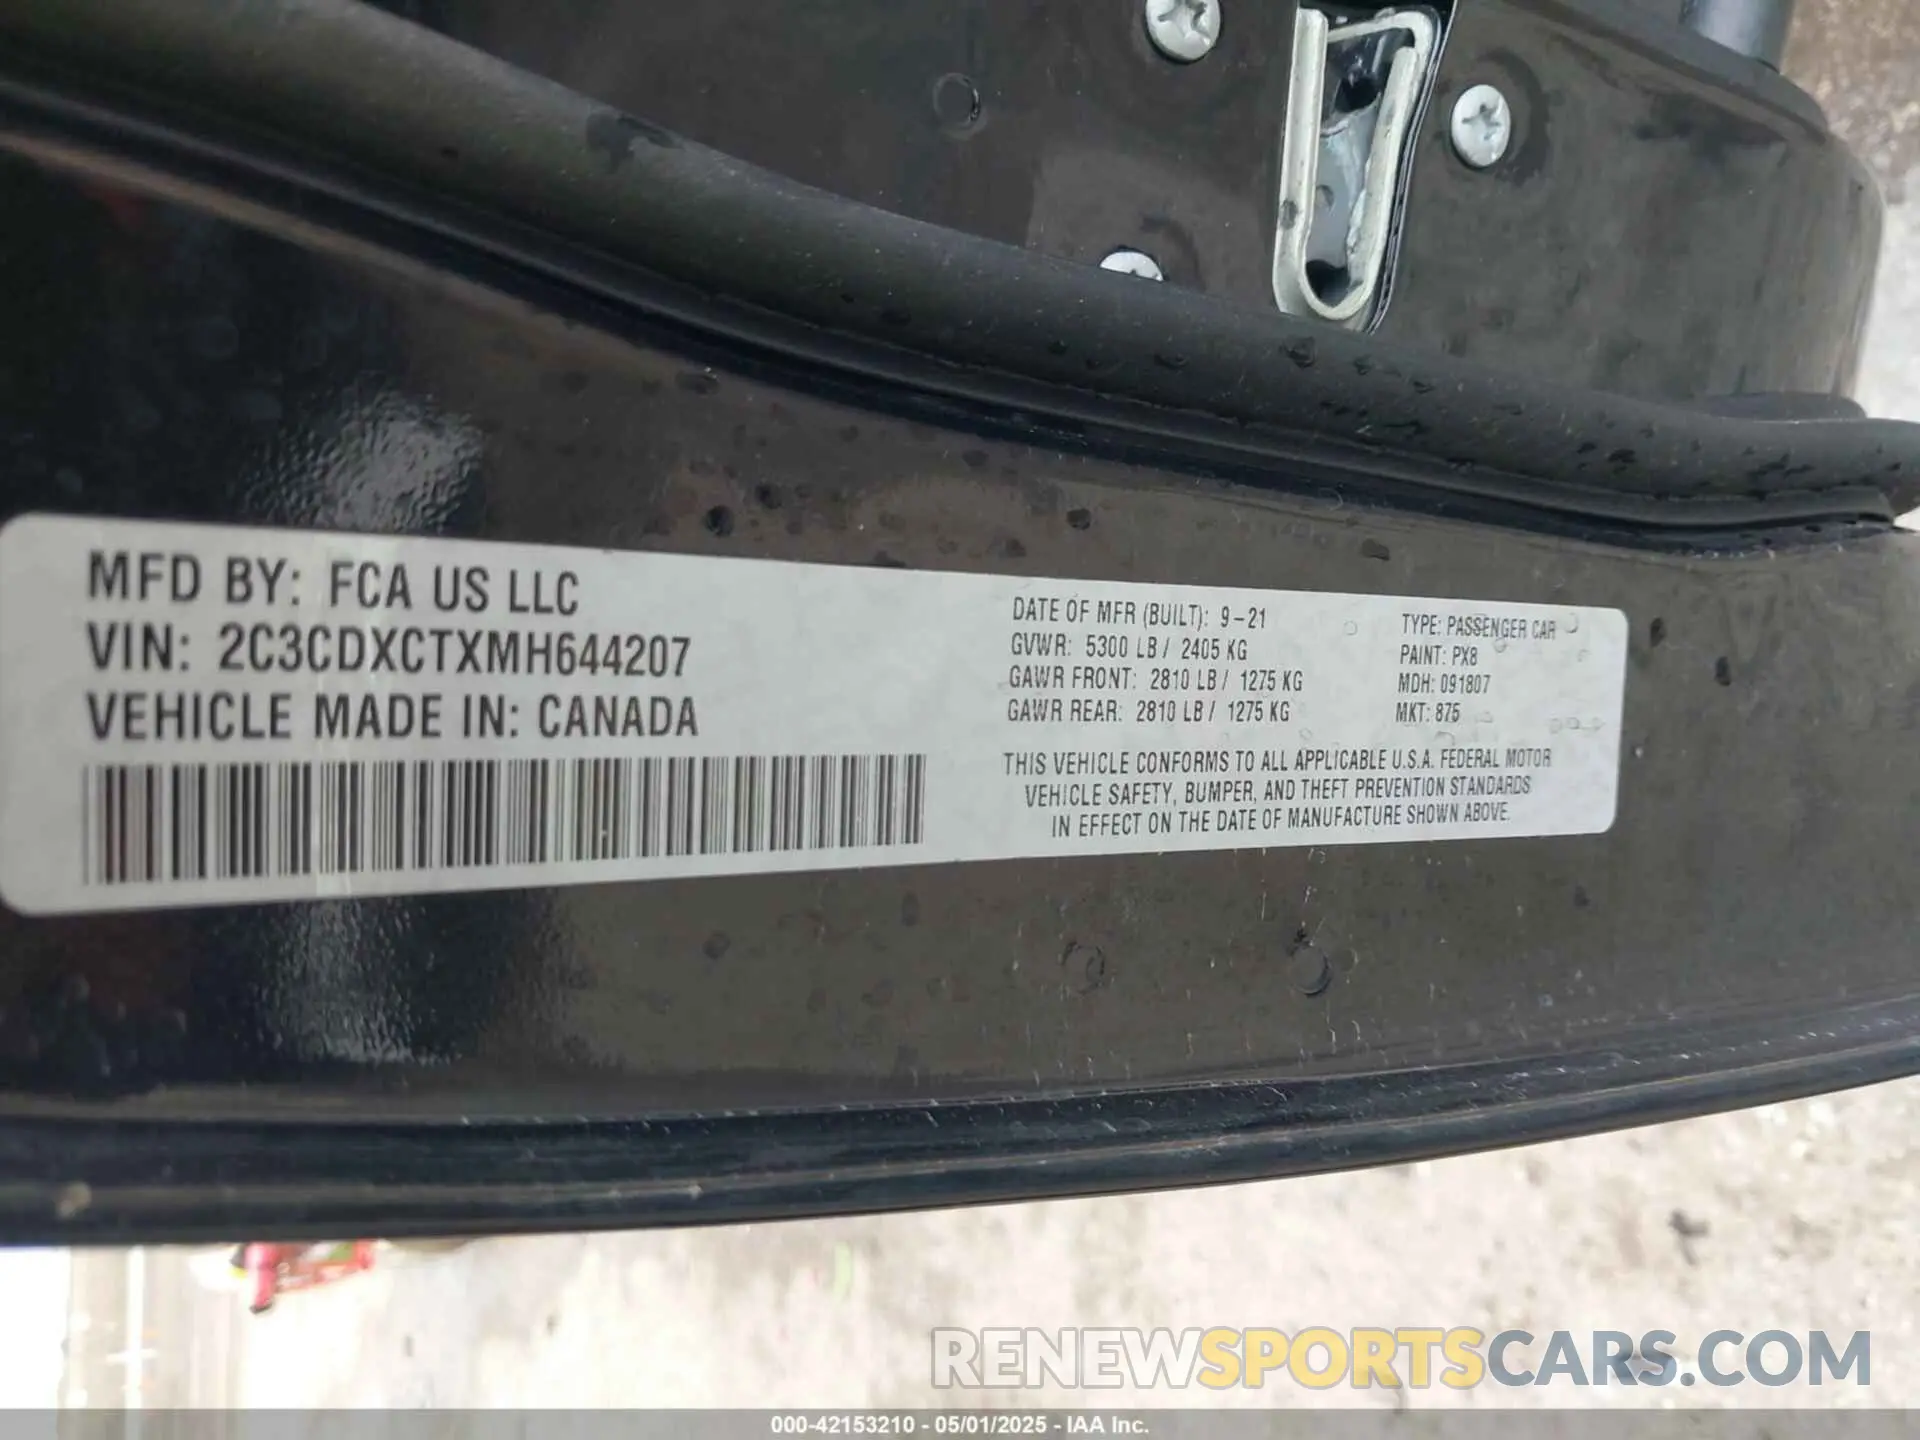 MFD BY: FCA US LLC
VIN: 2C3CDXCTXMH644207
VEHICLE MADE IN: CANADA
DATE OF MFR (BUILT): 9-21
GVWR: 5300 LB / 2405 KG
GAWR FRONT: 2810 LB / 1275 KG
GAWR REAR: 2810 LB / 1275 KG
TYPE: PASSENGER CAR
PAINT: PX8
MDH: 091807
MKT: 875
THIS VEHICLE CONFORMS TO ALL APPLICABLE U.S.A. FEDERAL MOTOR
VEHICLE SAFETY, BUMPER, AND THEFT PREVENTION STANDARDS
IN EFFECT ON THE DATE OF MANUFACTURE SHOWN ABOVE.
RENEWSPORTSCARS.COM
000-42153210 - 05/01/2025 - IAA Inc.